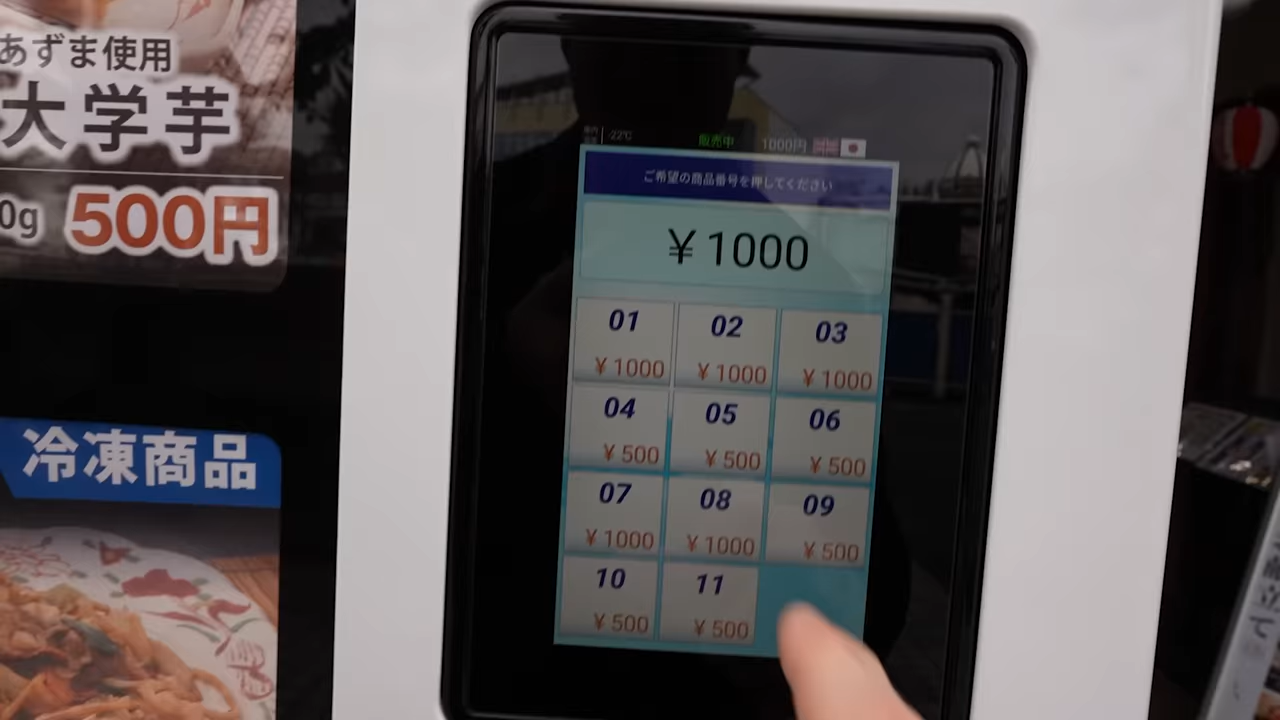 あずま使用
大学芋
0g 500円
冷凍商品
-22℃ 販売中 1000円
ご希望の商品番号を押してください
¥1000
01 02 03
¥1000 ¥1000 ¥1000
04 05 06
¥500 ¥500 ¥500
07 08 09
¥1000 ¥1000 ¥500
10 11
¥500 ¥500